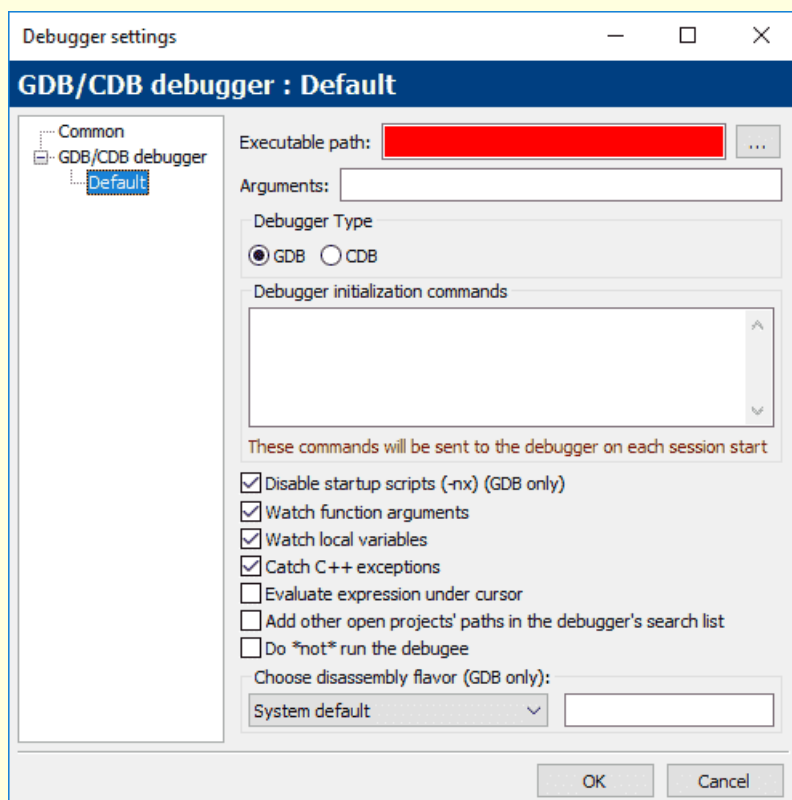 Debugger settings
GDB/CDB debugger : Default
Common
GDB/CDB debugger
Default
Executable path:
...
Arguments:
Debugger Type
GDB CDB
Debugger initialization commands
These commands will be sent to the debugger on each session start
Disable startup scripts (-nx) (GDB only)
Watch function arguments
Watch local variables
Catch C++ exceptions
Evaluate expression under cursor
Add other open projects' paths in the debugger's search list
Do *not* run the debugee
Choose disassembly flavor (GDB only):
System default
OK Cancel